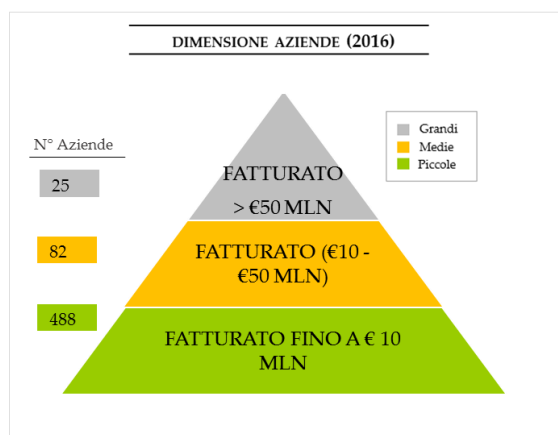 DIMENSIONE AZIENDE (2016)
N° Aziende
25
82
488
FATTURATO
> €50 MLN
FATTURATO (€10 -
€50 MLN)
FATTURATO FINO A € 10
MLN
Grandi
Medie
Piccole